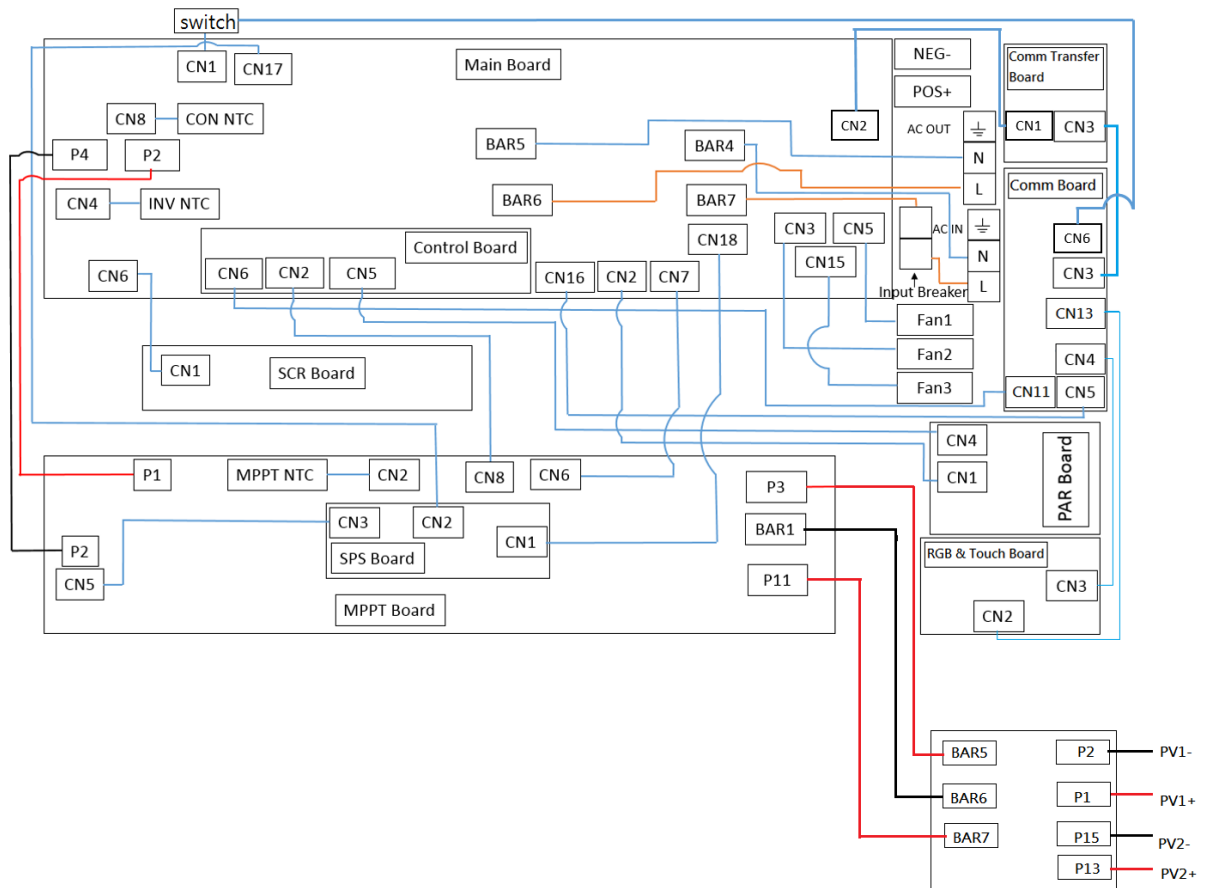 switch
CN1
CN17
Main Board
NEG-
POS+
Comm Transfer
Board
CN8
CON NTC
CN2
AC OUT
CN1
CN3
P4
P2
BAR5
BAR4
N
L
Comm Board
CN4
INV NTC
BAR6
BAR7
CN3
CN5
AC IN
CN6
Control Board
CN18
N
CN6
CN6
CN2
CN5
CN16
CN2
CN7
CN15
CN3
L
Input Breaker
CN13
Fan1
Fan2
Fan3
CN1
SCR Board
CN4
CN11
CN5
CN4
CN1
PAR Board
P1
MPPT NTC
CN2
CN8
CN6
P3
CN3
CN2
CN1
BAR1
SPS Board
P2
CN5
P11
MPPT Board
RGB & Touch Board
CN3
CN2
BAR5
P2
PV1-
BAR6
P1
PV1+
BAR7
P15
PV2-
P13
PV2+